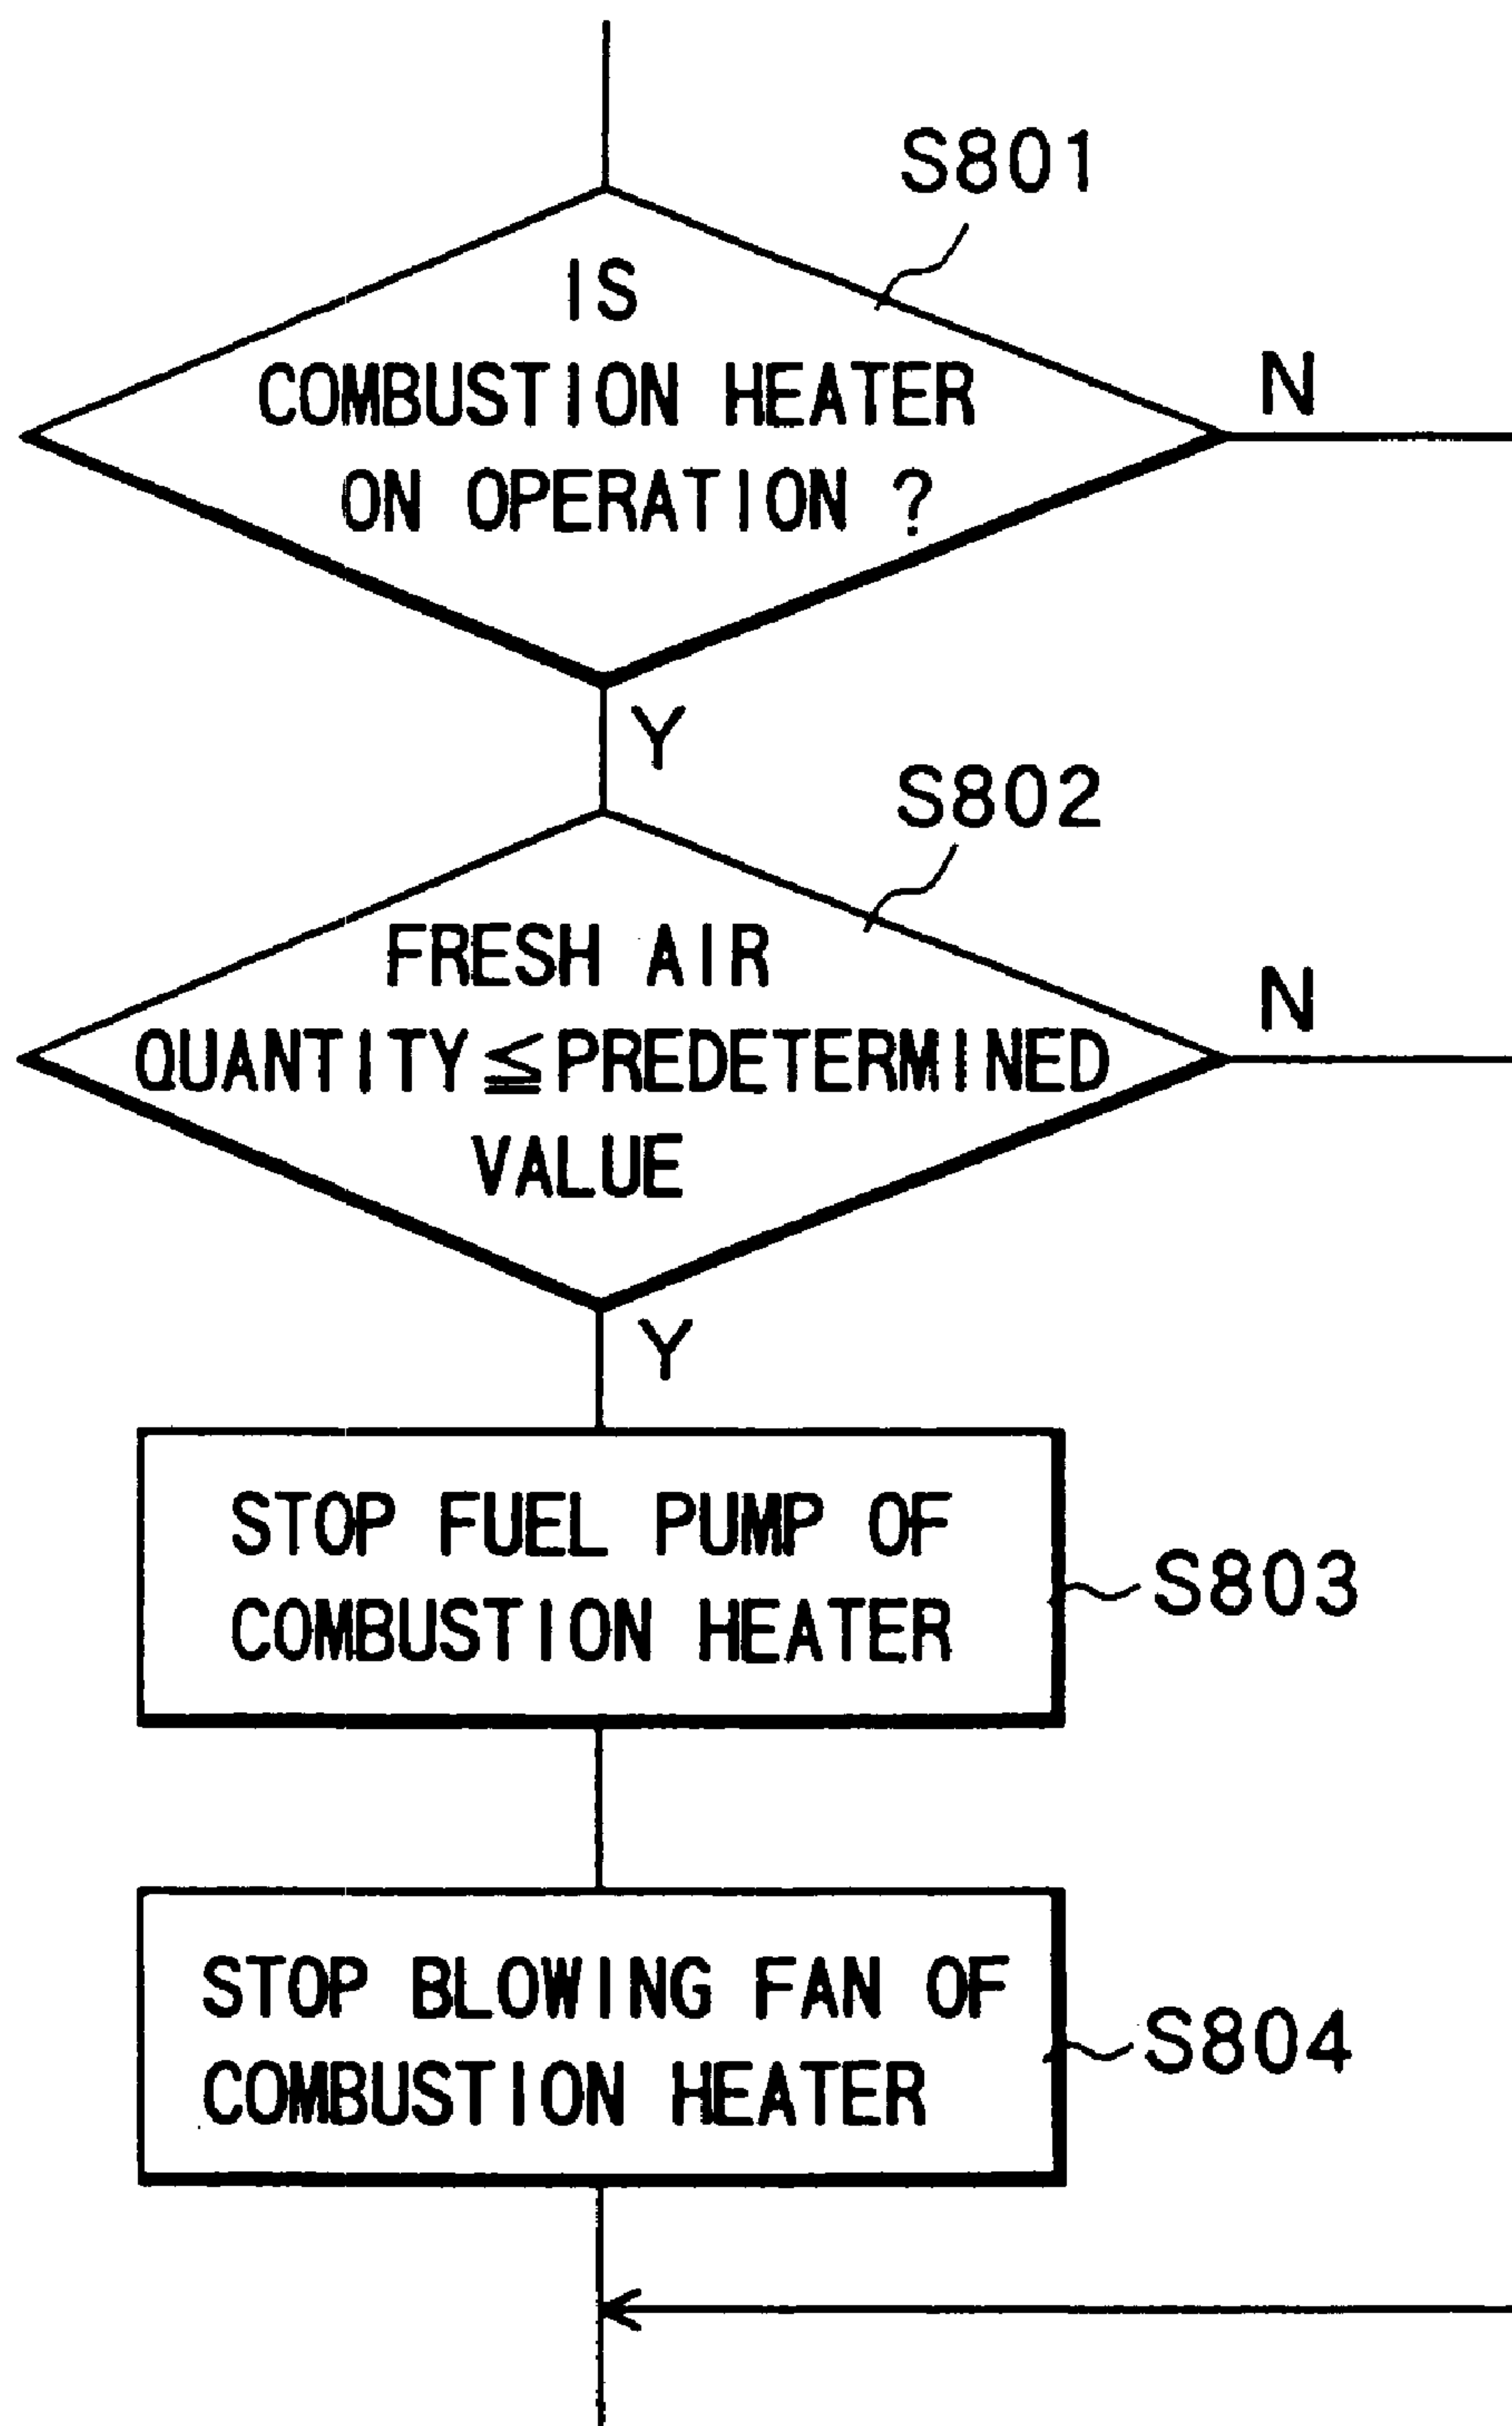 S801
IS
COMBUSTION HEATER
ON OPERATION ?
N
Y
S802
FRESH AIR
QUANTITY≦PREDETERMINED
VALUE
N
Y
STOP FUEL PUMP OF
COMBUSTION HEATER
S803
STOP BLOWING FAN OF
COMBUSTION HEATER
S804